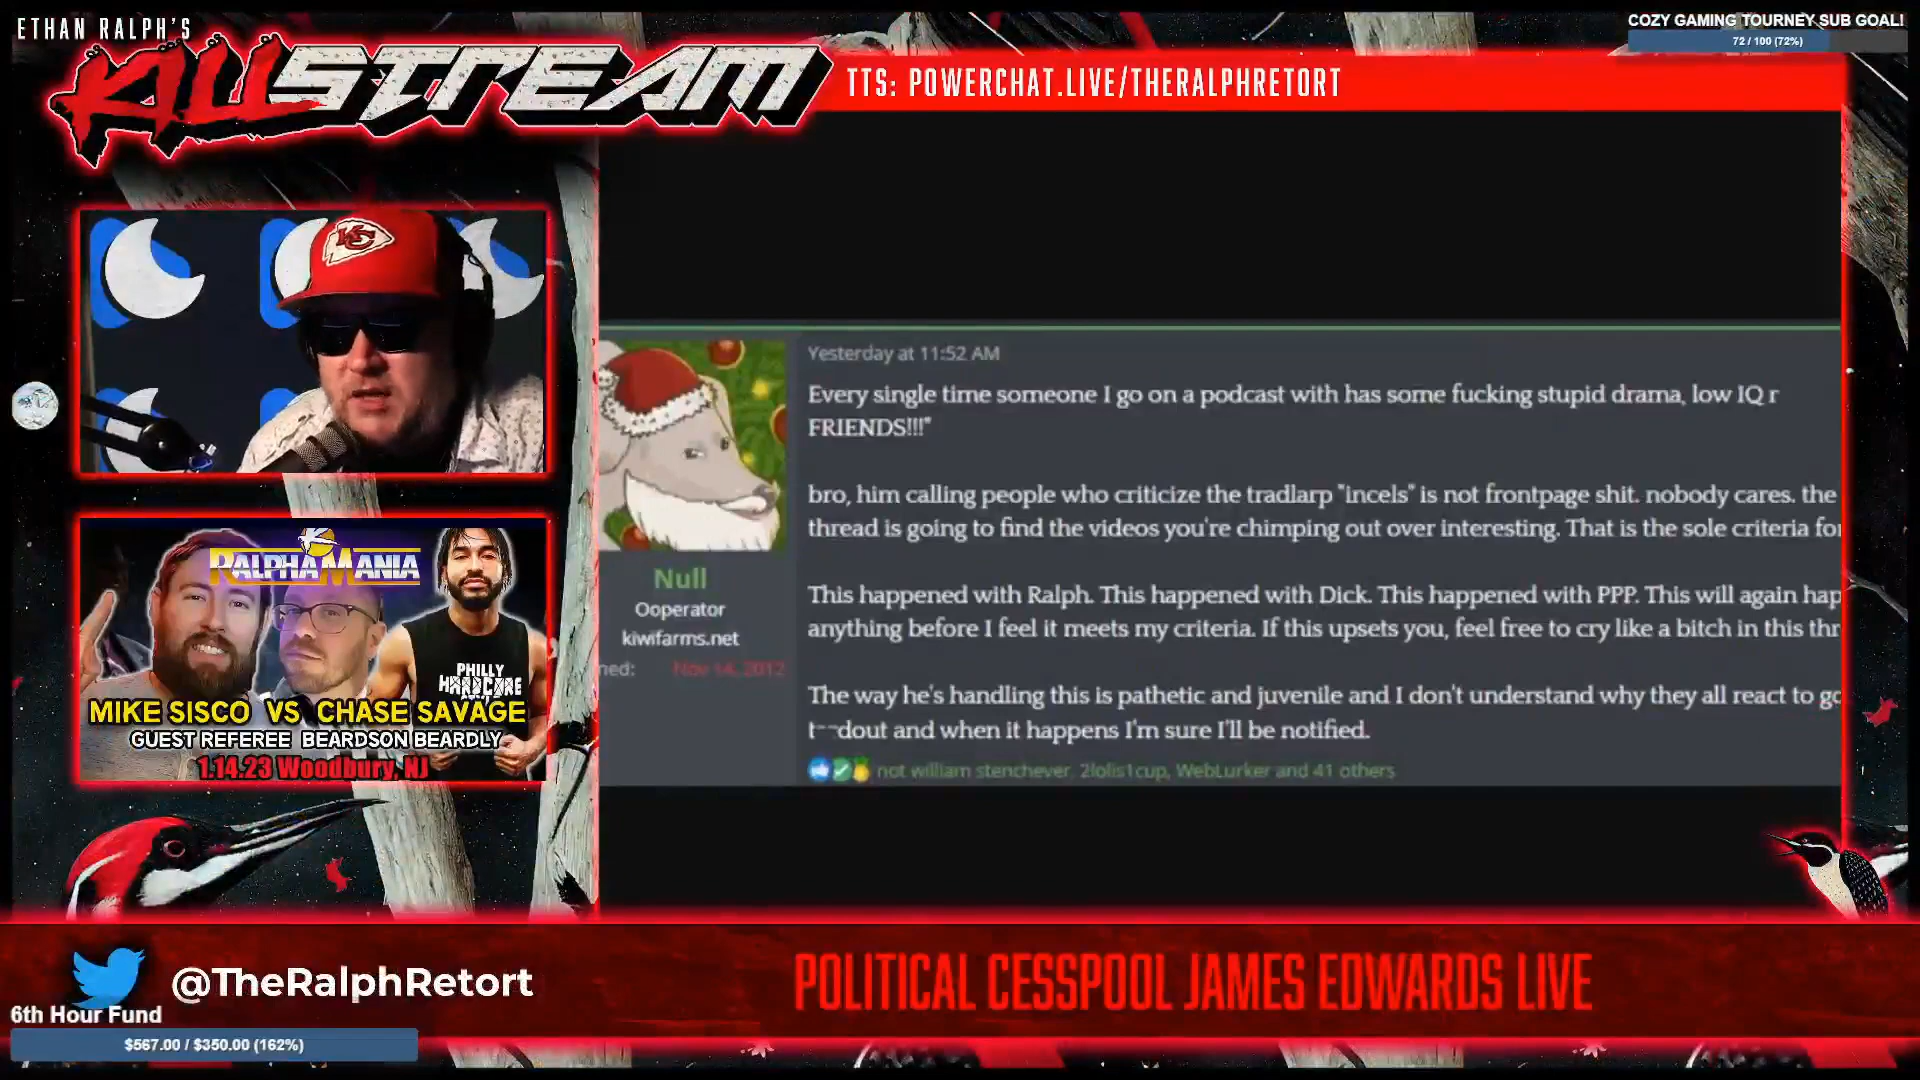 ETHAN RALPH'S
KILLSTREAM
TTS: POWERCHAT.LIVE/THERALPHRETORT
COZY GAMING TOURNEY SUB GOAL!
72 / 100 (72%)
KC
Yesterday at 11:52 AM
Every single time someone I go on a podcast with has some fucking stupid drama, low IQ r
FRIENDS!!!"
bro, him calling people who criticize the tradlarp "incels" is not frontpage shit. nobody cares. the
thread is going to find the videos you're chimping out over interesting. That is the sole criteria for
This happened with Ralph. This happened with Dick. This happened with PPP. This will again hap
anything before I feel it meets my criteria. If this upsets you, feel free to cry like a bitch in this thr
The way he's handling this is pathetic and juvenile and I don't understand why they all react to go
dout and when it happens I'm sure I'll be notified.
not william stenchever, 2lolis1cup, WebLurker and 41 others
Null
Ooperator
kiwifarms.net
ned: Nov 14, 2012
RALPHAMANIA
PHILLY
HARDCORE
MIKE SISCO VS CHASE SAVAGE
GUEST REFEREE BEARDSON BEARDLY
1.14.23 Woodbury, NJ
@TheRalphRetort
POLITICAL CESSPOOL JAMES EDWARDS LIVE
6th Hour Fund
$567.00 / $350.00 (162%)